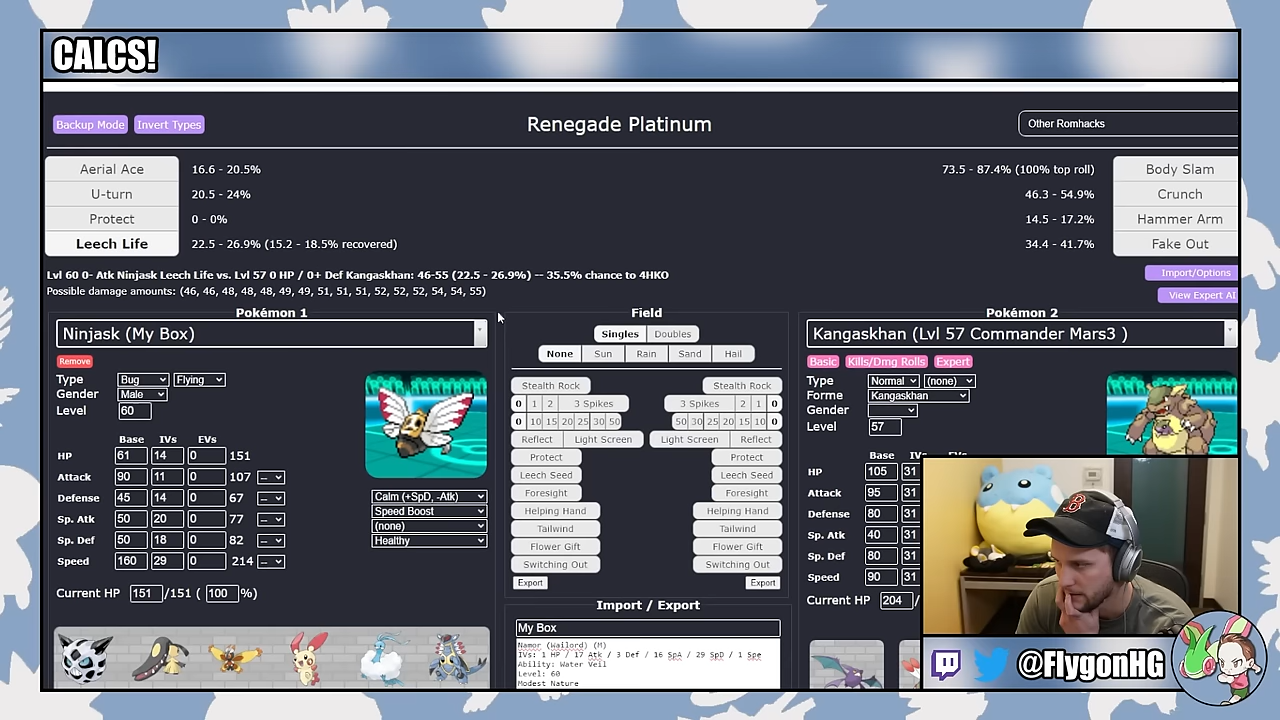 CALCS!
Backup Mode Invert Types Renegade Platinum Other Romhacks
Aerial Ace 16.6 - 20.5% 73.5 - 87.4% (100% top roll) Body Slam
U-turn 20.5 - 24% 46.3 - 54.9% Crunch
Protect 0 - 0% 14.5 - 17.2% Hammer Arm
Leech Life 22.5 - 26.9% (15.2 - 18.5% recovered) 34.4 - 41.7% Fake Out
Lvl 60 0- Atk Ninjask Leech Life vs. Lvl 57 0 HP / 0+ Def Kangaskhan: 46-55 (22.5 - 26.9%) -- 35.5% chance to 4HKO
Import/Options
Possible damage amounts: (46, 46, 48, 48, 48, 49, 49, 51, 51, 51, 52, 52, 52, 54, 54, 55)
View Expert AI
Pokémon 1
Ninjask (My Box)
Remove
Type Bug Flying
Gender Male
Level 60
Base IVs EVs
HP 61 14 0 151
Attack 90 11 0 107 --
Defense 45 14 0 67 --
Sp. Atk 50 20 0 77 --
Sp. Def 50 18 0 82 --
Speed 160 29 0 214 --
Calm (+SpD, -Atk)
Speed Boost
(none)
Healthy
Current HP 151 /151 ( 100 %)
Field
Singles Doubles
None Sun Rain Sand Hail
Stealth Rock Stealth Rock
0 1 2 3 Spikes 3 Spikes 2 1 0
0 10 15 20 25 30 50 50 30 25 20 15 10 0
Reflect Light Screen Light Screen Reflect
Protect Protect
Leech Seed Leech Seed
Foresight Foresight
Helping Hand Helping Hand
Tailwind Tailwind
Flower Gift Flower Gift
Switching Out Switching Out
Export Export
Import / Export
My Box
Namor (Wailord) (M)
IVs: 1 HP / 17 Atk / 3 Def / 16 SpA / 29 SpD / 1 Spe
Ability: Water Veil
Level: 60
Modest Nature
Pokémon 2
Kangaskhan (Lvl 57 Commander Mars3 )
Basic Kills/Dmg Rolls Expert
Type Normal (none)
Forme Kangaskhan
Gender
Level 57
Base
HP 105 31
Attack 95 31
Defense 80 31
Sp. Atk 40 31
Sp. Def 80 31
Speed 90 31
Current HP 204 /
B
@FlygonHG